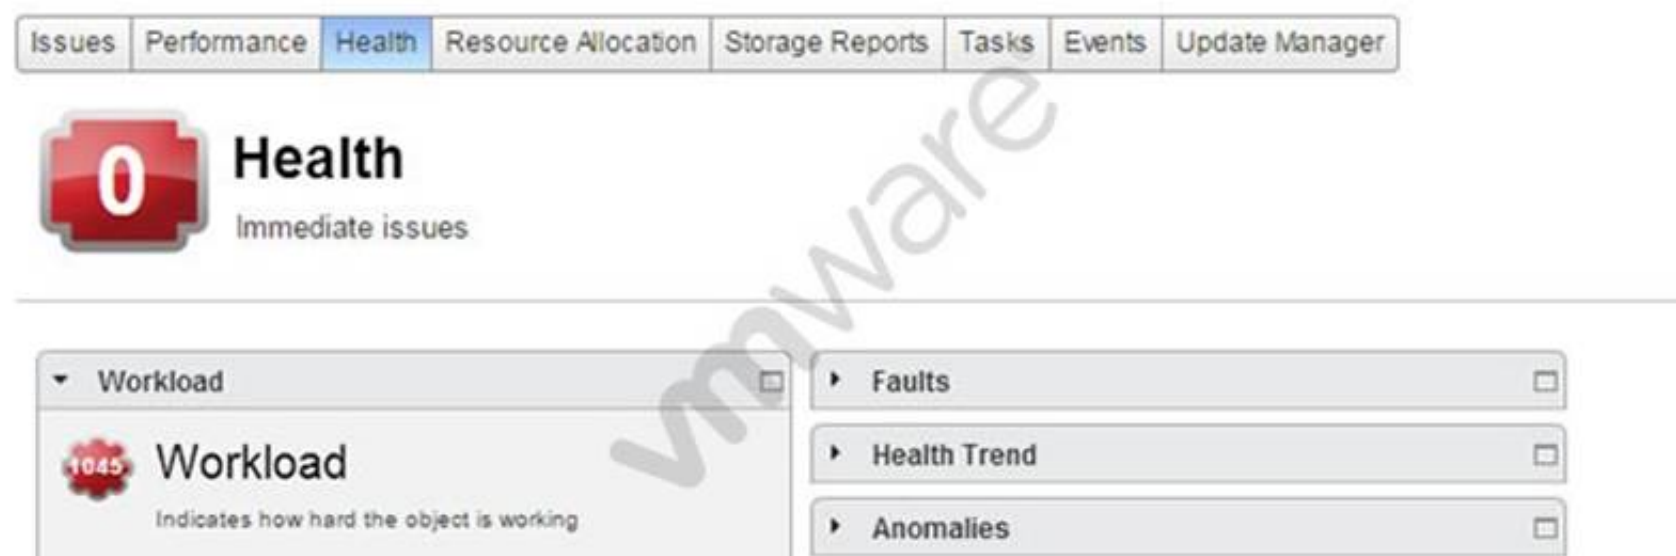 Issues Performance Health Resource Allocation Storage Reports Tasks Events Update Manager
0
Health
Immediate issues
vmware
Workload
1045
Workload
Indicates how hard the object is working
Faults
Health Trend
Anomalies